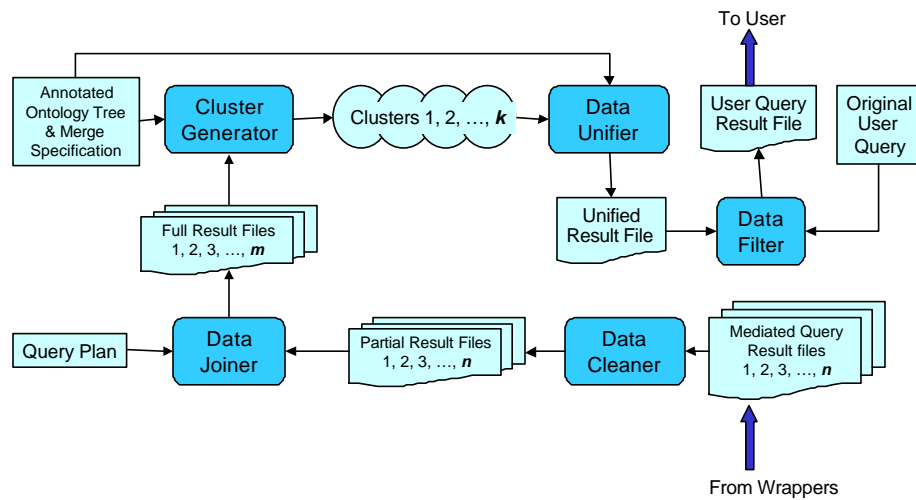 To User
Annotated
Ontology Tree
& Merge
Specification
Cluster
Generator
Clusters 1, 2, …, k
Data
Unifier
User Query
Result File
Original
User
Query
Full Result Files
1, 2, 3, …, m
Unified
Result File
Data
Filter
Query Plan
Data
Joiner
Partial Result Files
1, 2, 3, …, n
Data
Cleaner
Mediated Query
Result files
1, 2, 3, …, n
From Wrappers